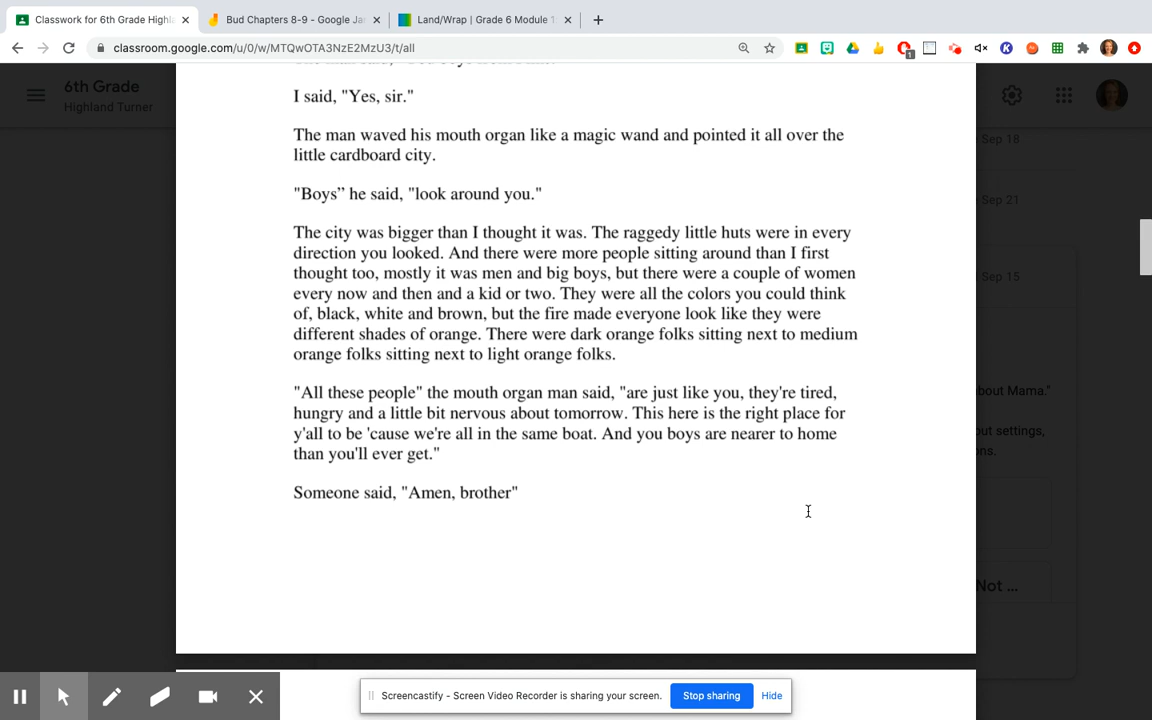 Classwork for 6th Grade Highla
Bud Chapters 8-9 - Google Ja
Land/Wrap | Grade 6 Module 1
classroom.google.com/u/0/w/MTQwOTA3NzE2MzU3/t/all
1
K
6th Grade
Highland Turner
Sep 18
Sep 21
Sep 15
bout Mama."
out settings,
ns.
Not ...
I said, "Yes, sir."
The man waved his mouth organ like a magic wand and pointed it all over the
little cardboard city.
"Boys” he said, "look around you."
The city was bigger than I thought it was. The raggedy little huts were in every
direction you looked. And there were more people sitting around than I first
thought too, mostly it was men and big boys, but there were a couple of women
every now and then and a kid or two. They were all the colors you could think
of, black, white and brown, but the fire made everyone look like they were
different shades of orange. There were dark orange folks sitting next to medium
orange folks sitting next to light orange folks.
"All these people" the mouth organ man said, "are just like you, they're tired,
hungry and a little bit nervous about tomorrow. This here is the right place for
y'all to be 'cause we're all in the same boat. And you boys are nearer to home
than you'll ever get."
Someone said, "Amen, brother"
Screencastify - Screen Video Recorder is sharing your screen.
Stop sharing
Hide